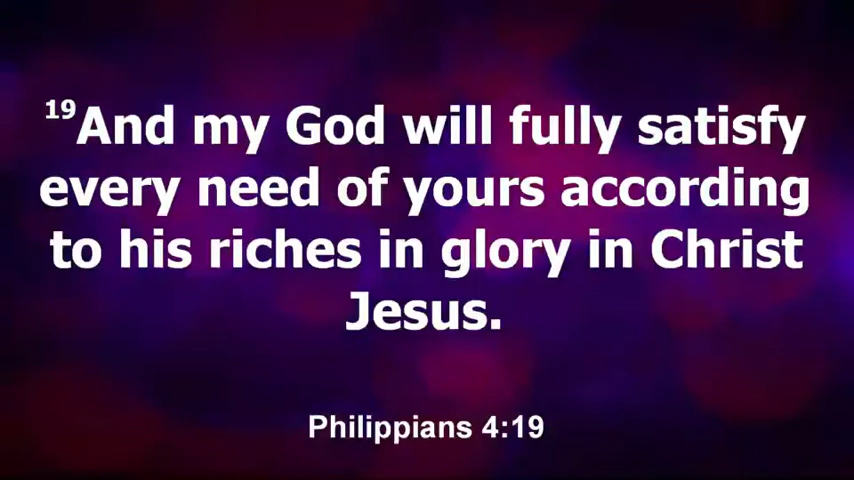 19And my God will fully satisfy
every need of yours according
to his riches in glory in Christ
Jesus.
Philippians 4:19